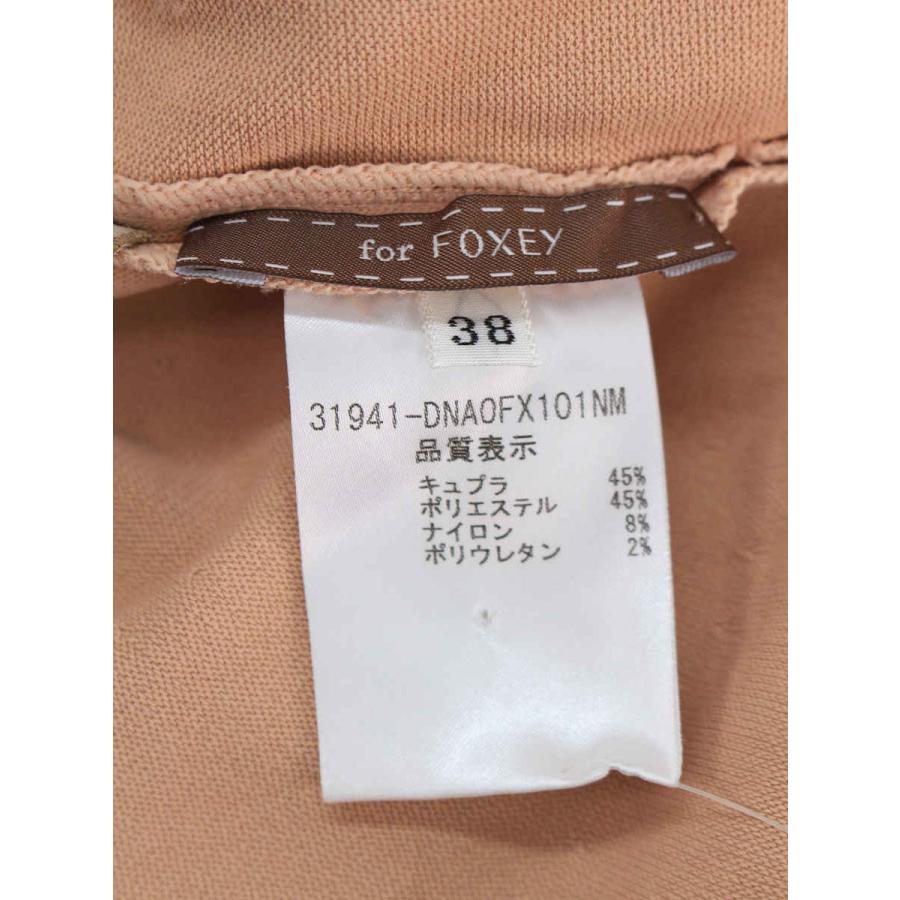 for FOXEY
38
31941-DNA0FX101NM
品質表示
キュプラ 45%
ポリエステル 45%
ナイロン 8%
ポリウレタン 2%